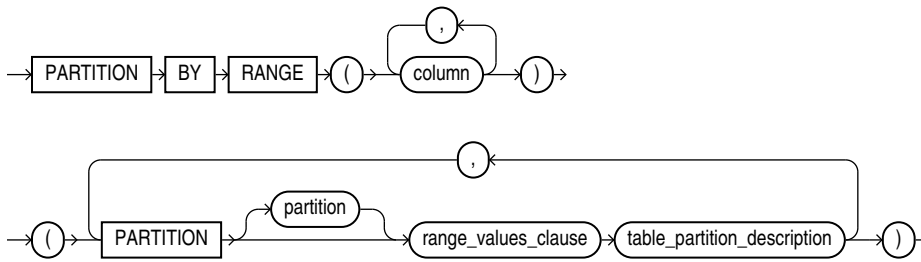 ,
PARTITION BY RANGE ( column )
,
partition
( PARTITION range_values_clause table_partition_description )